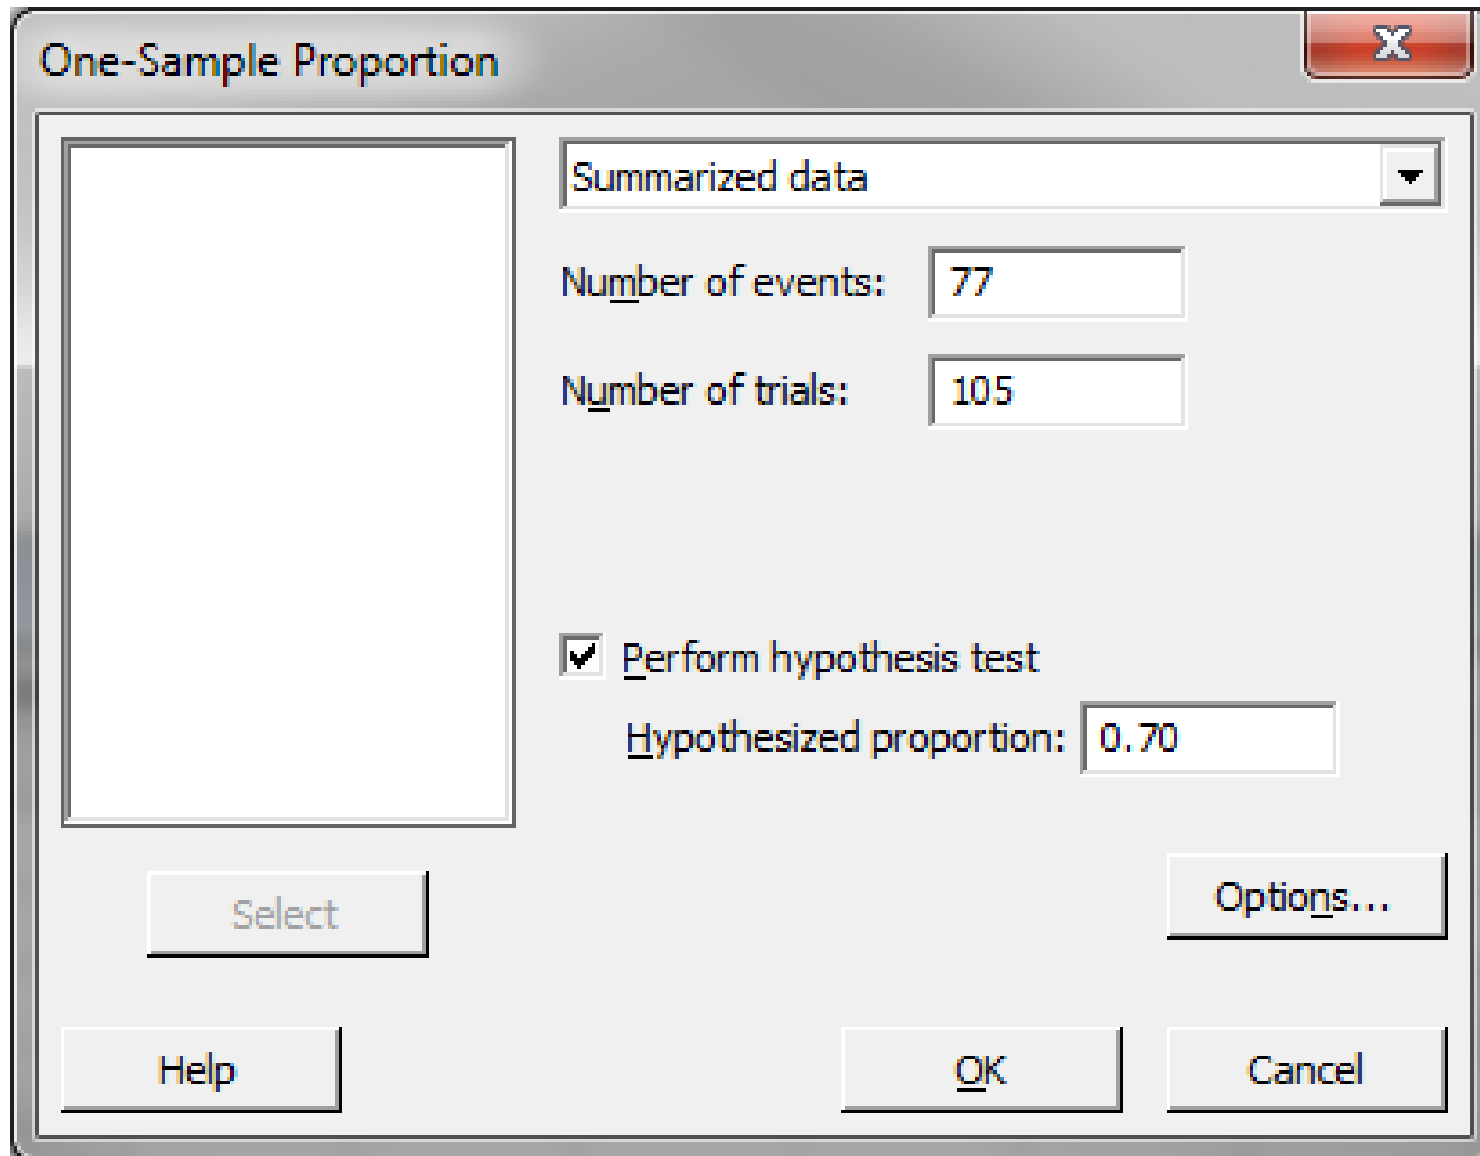 One-Sample Proportion
Summarized data
Number of events: 77
Number of trials: 105
Perform hypothesis test
Hypothesized proportion: 0.70
Select
Options...
Help
OK
Cancel